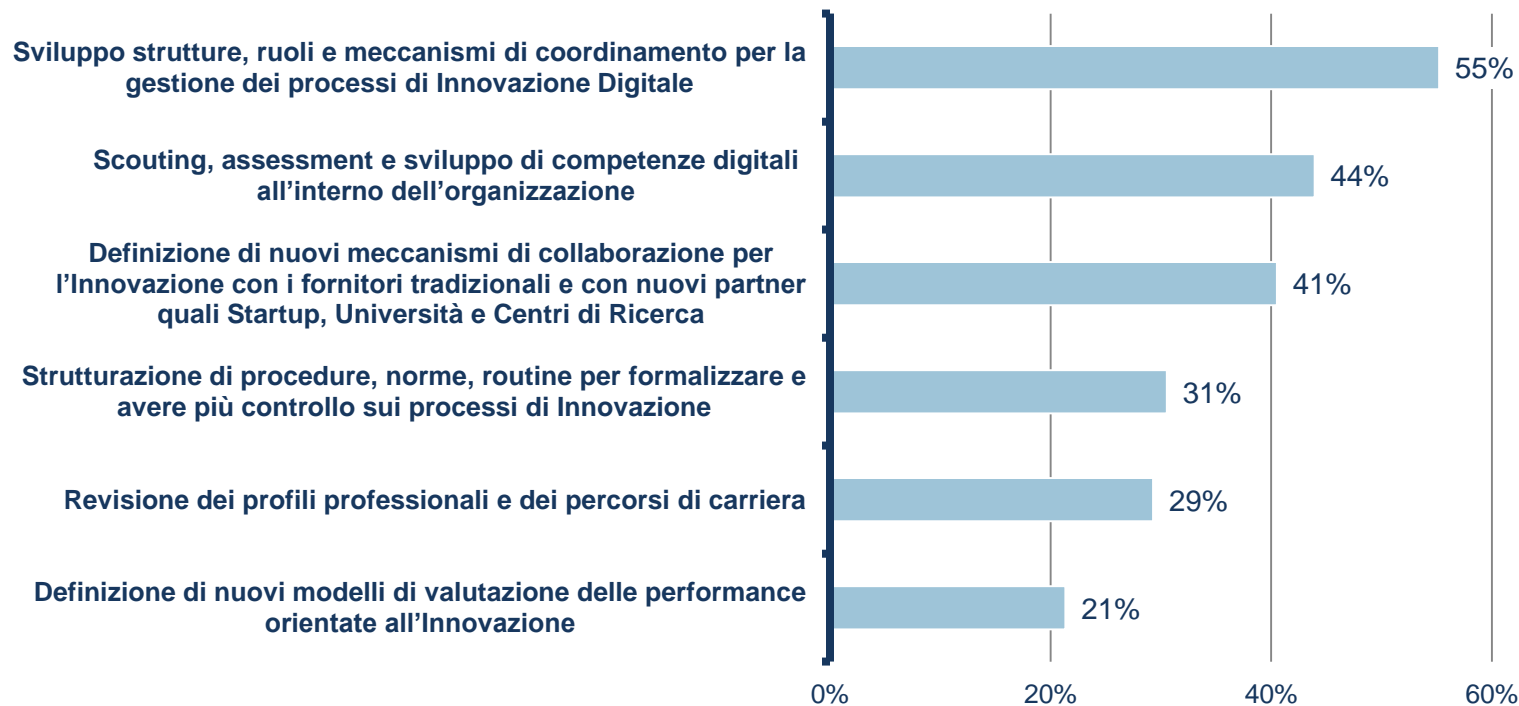 Sviluppo strutture, ruoli e meccanismi di coordinamento per la
gestione dei processi di Innovazione Digitale
55%
Scouting, assessment e sviluppo di competenze digitali
all’interno dell’organizzazione
44%
Definizione di nuovi meccanismi di collaborazione per
l’Innovazione con i fornitori tradizionali e con nuovi partner
quali Startup, Università e Centri di Ricerca
41%
Strutturazione di procedure, norme, routine per formalizzare e
avere più controllo sui processi di Innovazione
31%
Revisione dei profili professionali e dei percorsi di carriera
29%
Definizione di nuovi modelli di valutazione delle performance
orientate all’Innovazione
21%
0% 20% 40% 60%